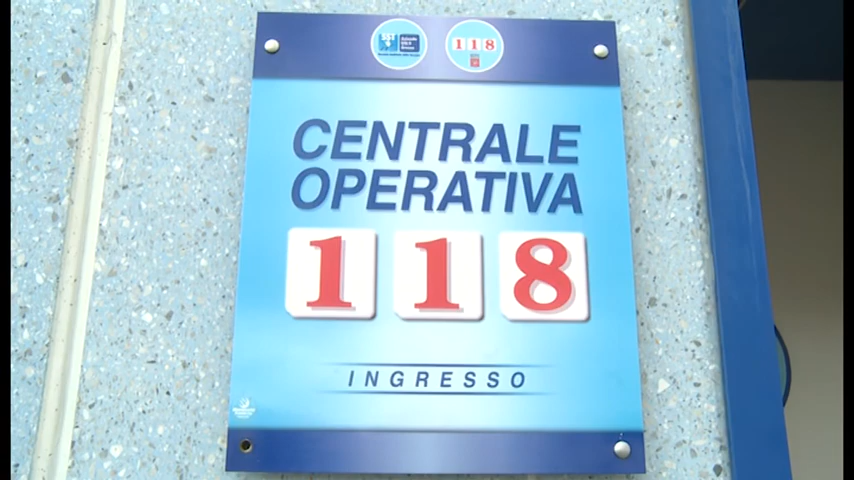 118
CENTRALE
OPERATIVA
118
INGRESSO